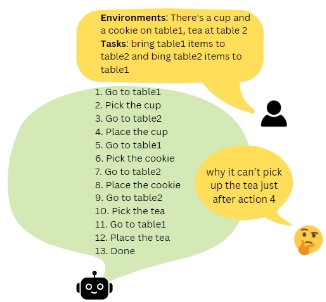 Environments: There's a cup and
a cookie on table1, tea at table 2
Tasks: bring table1 items to
table2 and bing table2 items to
table1
1. Go to table1
2. Pick the cup
3. Go to table2
4. Place the cup
5. Go to table1
6. Pick the cookie
7. Go to table2
8. Place the cookie
9. Go to table2
10. Pick the tea
11. Go to table1
12. Place the tea
13. Done
why it can't pick
up the tea just
after action 4